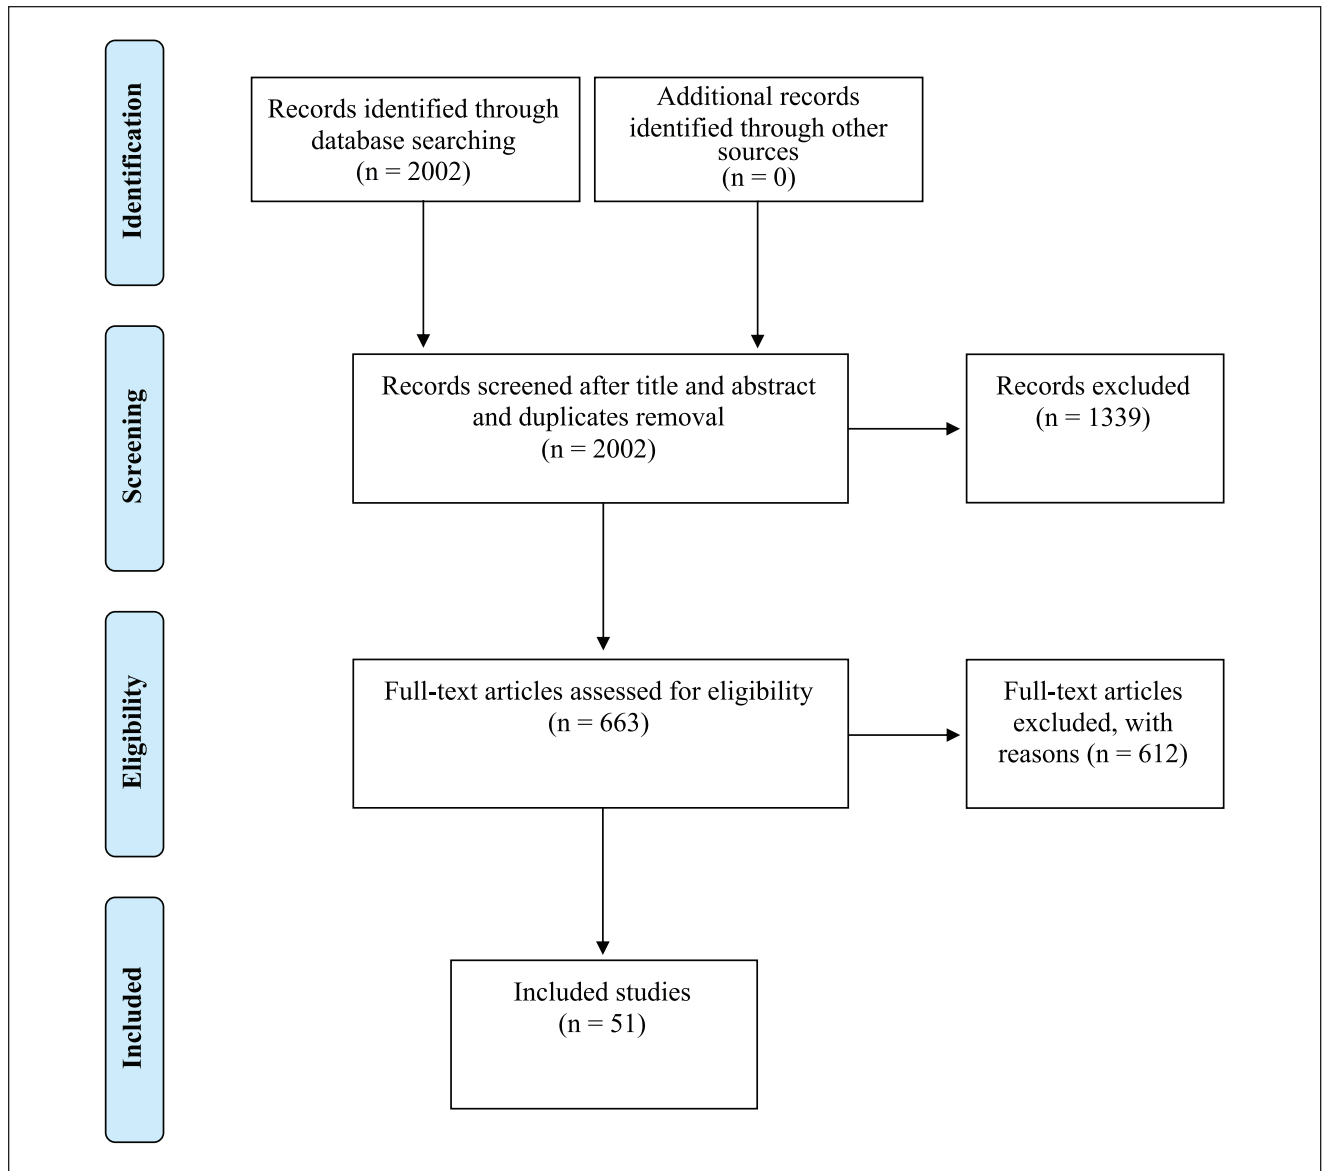 Identification
Records identified through
database searching
(n = 2002)
Additional records
identified through other
sources
(n = 0)
Screening
Records screened after title and abstract
and duplicates removal
(n = 2002)
Records excluded
(n = 1339)
Eligibility
Full-text articles assessed for eligibility
(n = 663)
Full-text articles
excluded, with
reasons (n = 612)
Included
Included studies
(n = 51)